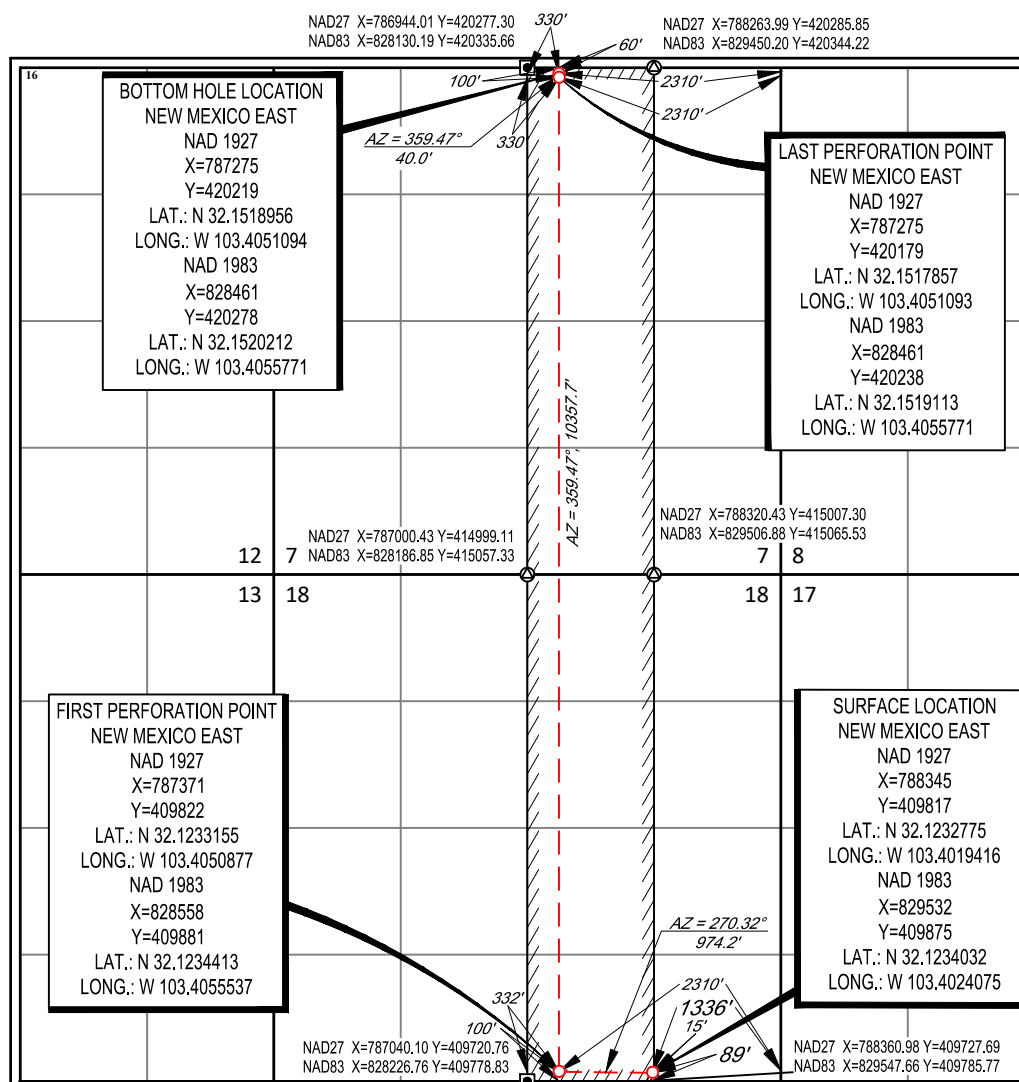 NAD27 X=786944.01 Y=420277.30
NAD83 X=828130.19 Y=420335.66
330'
60'
NAD27 X=788263.99 Y=420285.85
NAD83 X=829450.20 Y=420344.22
16
100'
2310'
2310'
330'
AZ = 359.47°
40.0'
BOTTOM HOLE LOCATION
NEW MEXICO EAST
NAD 1927
X=787275
Y=420219
LAT.: N 32.1518956
LONG.: W 103.4051094
NAD 1983
X=828461
Y=420278
LAT.: N 32.1520212
LONG.: W 103.4055771
LAST PERFORATION POINT
NEW MEXICO EAST
NAD 1927
X=787275
Y=420179
LAT.: N 32.1517857
LONG.: W 103.4051093
NAD 1983
X=828461
Y=420238
LAT.: N 32.1519113
LONG.: W 103.4055771
AZ = 359.47°, 10357.7'
NAD27 X=787000.43 Y=414999.11
NAD83 X=828186.85 Y=415057.33
NAD27 X=788320.43 Y=415007.30
NAD83 X=829506.88 Y=415065.53
12 7
7 8
13 18
18 17
FIRST PERFORATION POINT
NEW MEXICO EAST
NAD 1927
X=787371
Y=409822
LAT.: N 32.1233155
LONG.: W 103.4050877
NAD 1983
X=828558
Y=409881
LAT.: N 32.1234413
LONG.: W 103.4055537
SURFACE LOCATION
NEW MEXICO EAST
NAD 1927
X=788345
Y=409817
LAT.: N 32.1232775
LONG.: W 103.4019416
NAD 1983
X=829532
Y=409875
LAT.: N 32.1234032
LONG.: W 103.4024075
AZ = 270.32°
974.2'
332'
2310'
1336'
100'
15'
89'
NAD27 X=787040.10 Y=409720.76
NAD83 X=828226.76 Y=409778.83
NAD27 X=788360.98 Y=409727.69
NAD83 X=829547.66 Y=409785.77